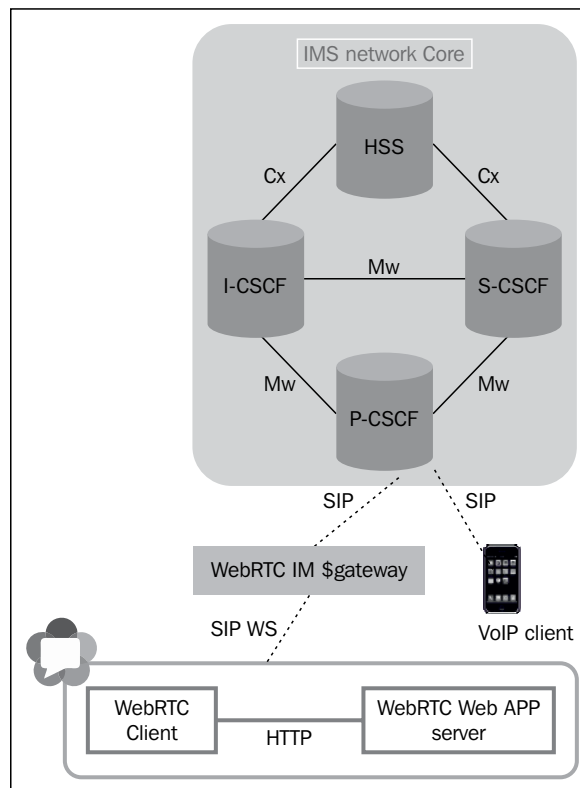 IMS network Core
HSS
Cx
Cx
I-CSCF
Mw
S-CSCF
Mw
Mw
P-CSCF
SIP
SIP
WebRTC IM $gateway
SIP WS
VoIP client
WebRTC
Client
HTTP
WebRTC Web APP
server